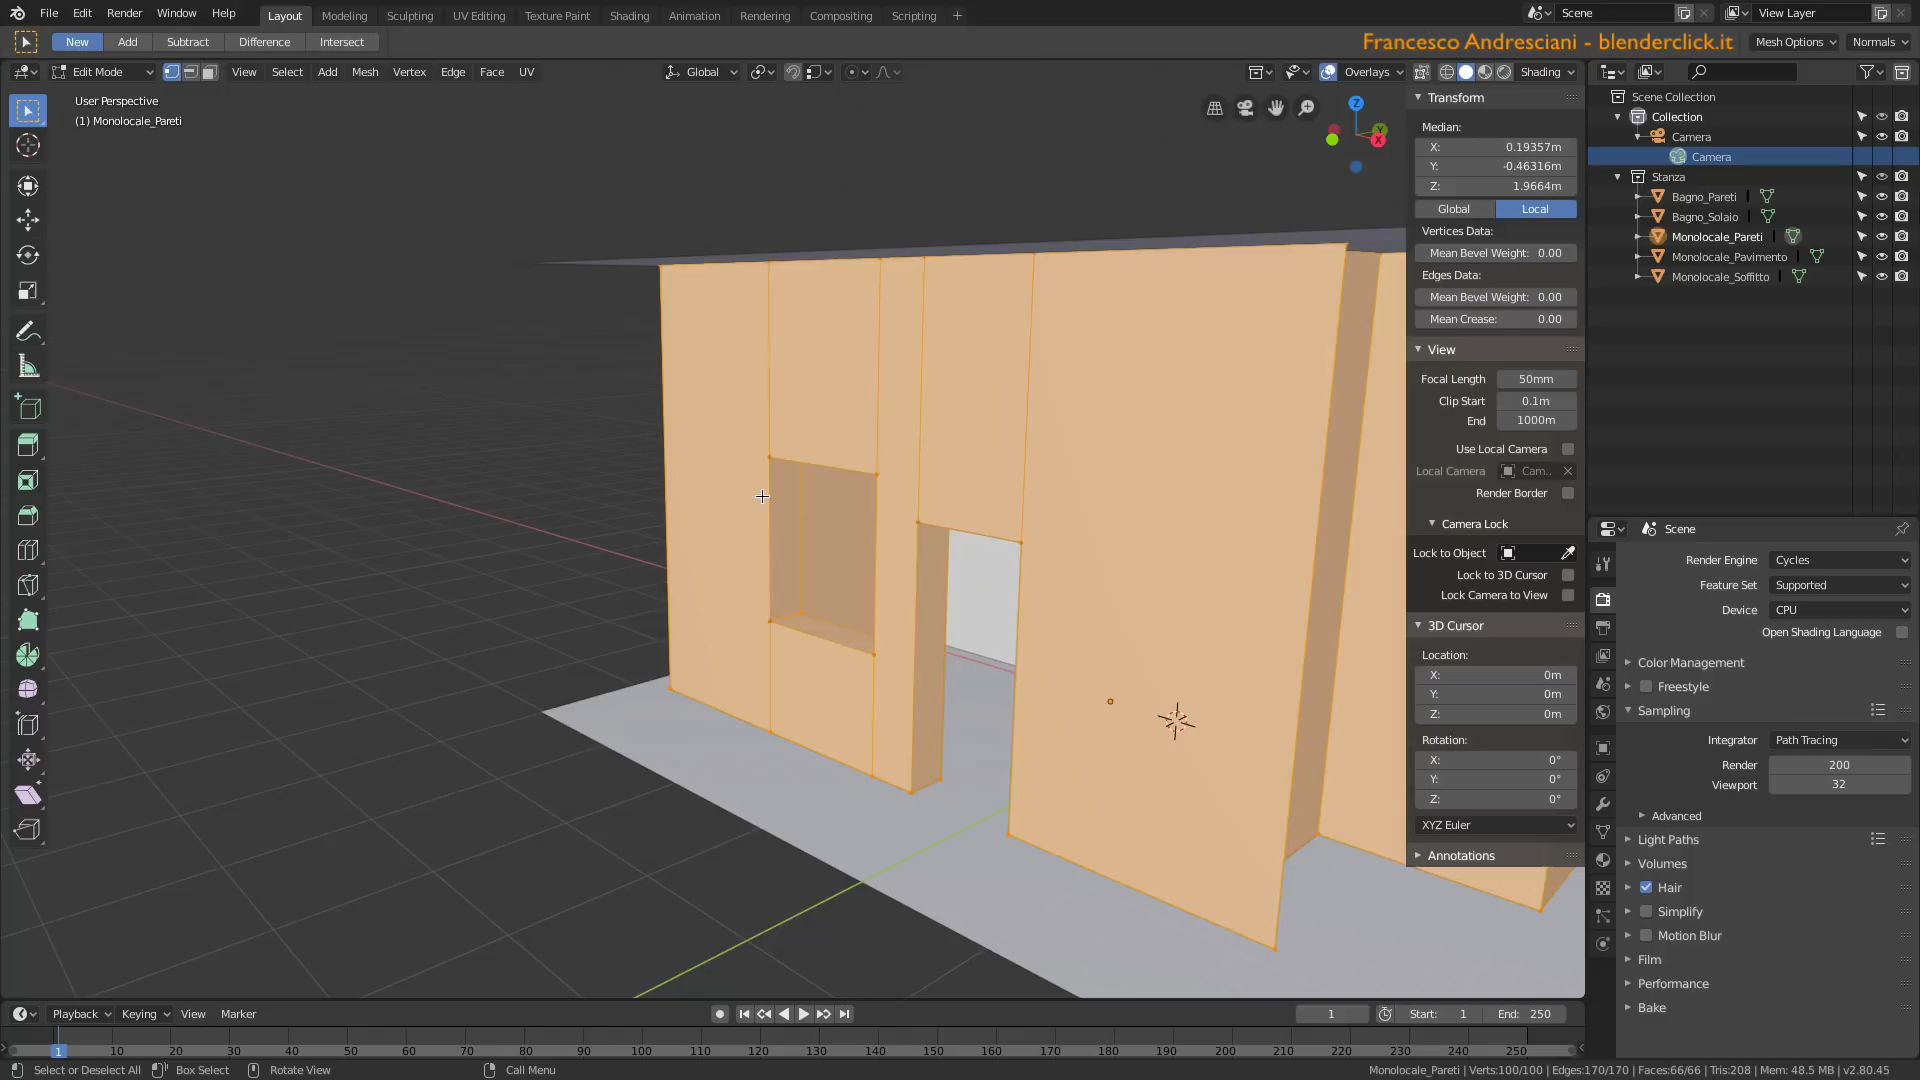 File Edit Render Window Help Layout Modeling Sculpting UV Editing Texture Paint Shading Animation Rendering Compositing Scripting + Scene View Layer
New Add Subtract Difference Intersect Francesco Andresciani - blenderclick.it Mesh Options Normals
Edit Mode View Select Add Mesh Vertex Edge Face UV Global Overlays Shading
User Perspective
(1) Monolocale_Pareti
Z
Y
X
Transform
Median:
X: 0.19357m
Y: -0.46316m
Z: 1.9664m
Global Local
Vertices Data:
Mean Bevel Weight: 0.00
Edges Data:
Mean Bevel Weight: 0.00
Mean Crease: 0.00
View
Focal Length 50mm
Clip Start 0.1m
End 1000m
Use Local Camera
Local Camera Cam..
Render Border
Camera Lock
Lock to Object
Lock to 3D Cursor
Lock Camera to View
3D Cursor
Location:
X: 0m
Y: 0m
Z: 0m
Rotation:
X: 0°
Y: 0°
Z: 0°
XYZ Euler
Annotations
Scene Collection
Collection
Camera
Camera
Stanza
Bagno_Pareti
Bagno_Solaio
Monolocale_Pareti
Monolocale_Pavimento
Monolocale_Soffitto
Scene
Render Engine Cycles
Feature Set Supported
Device CPU
Open Shading Language
Color Management
Freestyle
Sampling
Integrator Path Tracing
Render 200
Viewport 32
Advanced
Light Paths
Volumes
Hair
Simplify
Motion Blur
Film
Performance
Bake
Playback Keying View Marker 1 Start: 1 End: 250
1 10 20 30 40 50 60 70 80 90 100 110 120 130 140 150 160 170 180 190 200 210 220 230 240 250
Select or Deselect All Box Select Rotate View Call Menu Monolocale_Pareti | Verts:100/100 | Edges:170/170 | Faces:66/66 | Tris:208 | Mem: 48.5 MB | v2.80.45